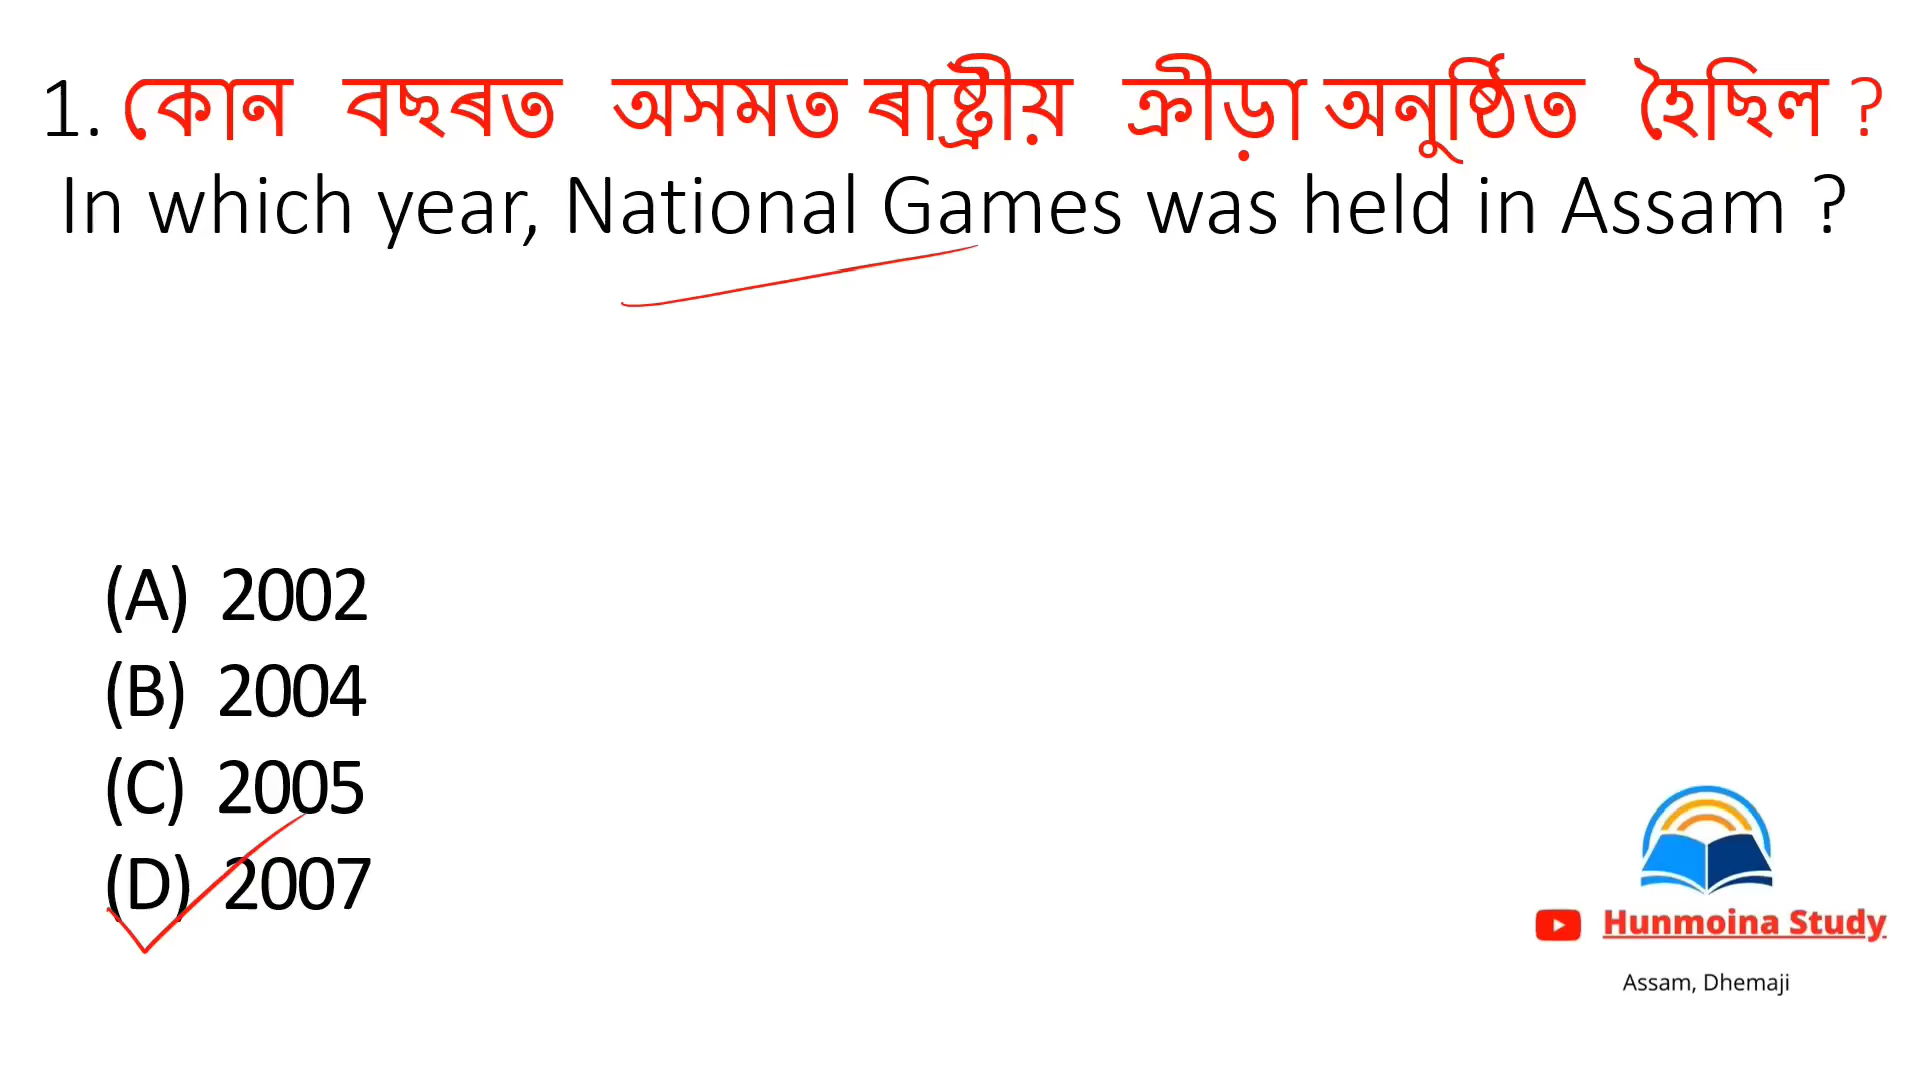 1. কোন বছৰত অসমত ৰাষ্ট্ৰীয় ক্ৰীড়া অনুষ্ঠিত হৈছিল ?
In which year, National Games was held in Assam ?
(A) 2002
(B) 2004
(C) 2005
(D) 2007
Hunmoina Study
Assam, Dhemaji